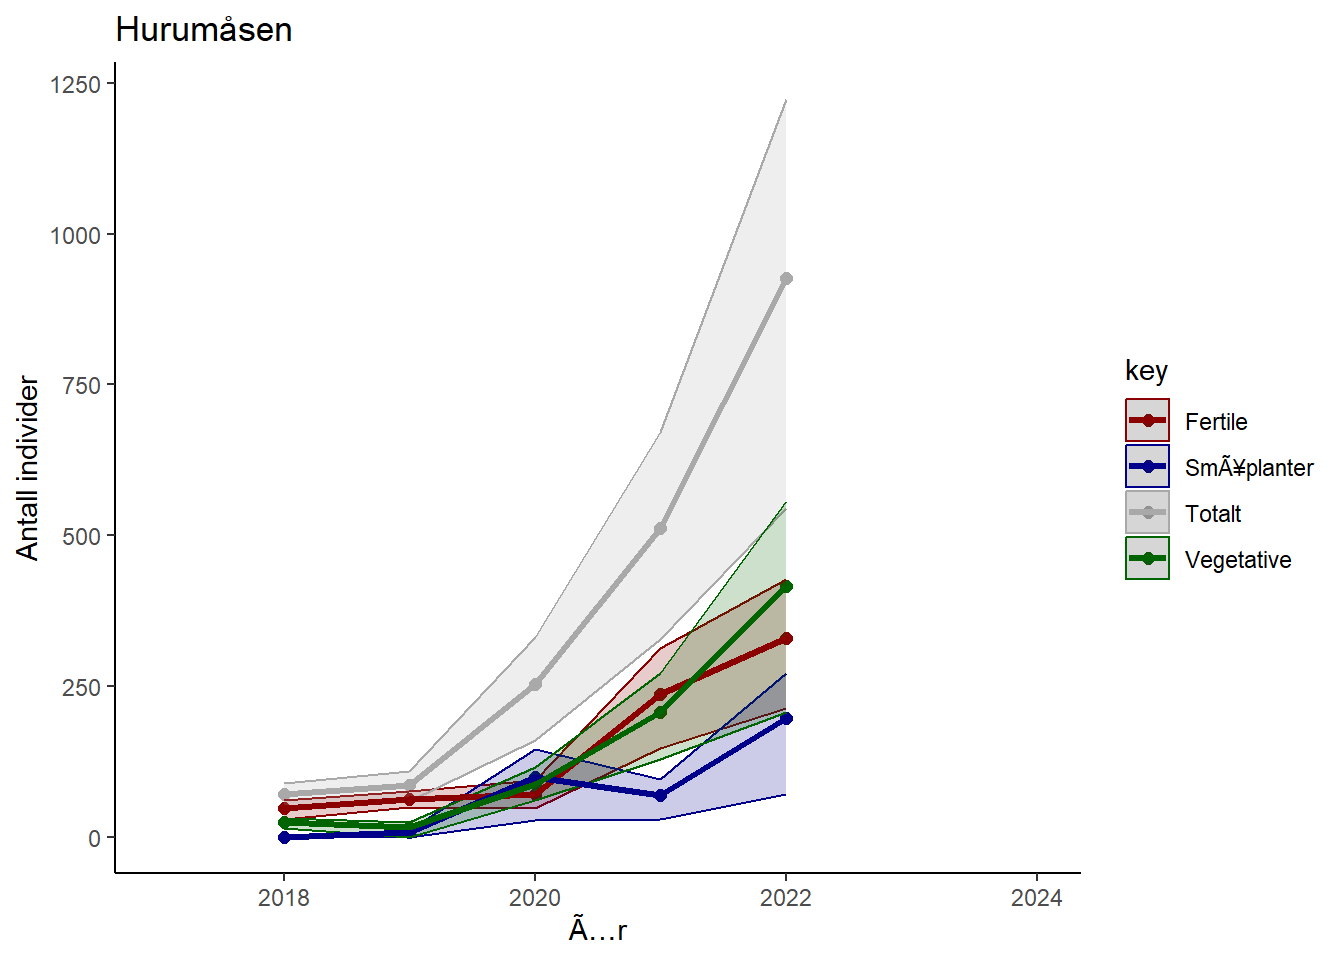 Hurumåsen
1250
1000
750
500
250
0
Antall individer
2018 2020 2022 2024
Ã…r
key
Fertile
SmÃ¥planter
Totalt
Vegetative